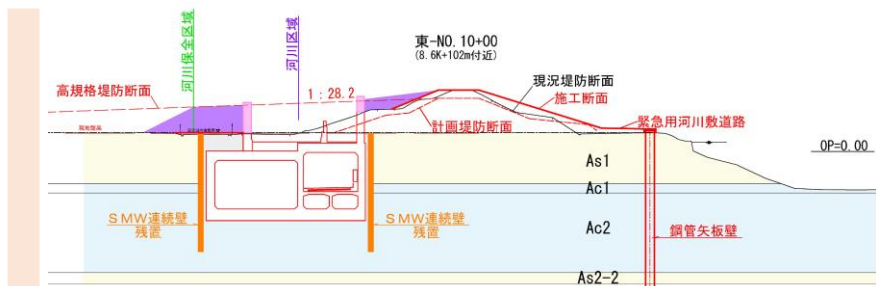 東-NO.10+00
(8.6K+102m付近)
河川保全区域
河川区域
高規格堤防断面
1:28.2
現況堤防断面
施工断面
計画堤防断面
緊急用河川敷道路
OP=0.00
As1
Ac1
SMW連続壁
残置
SMW連続壁
残置
Ac2
鋼管矢板壁
As2-2